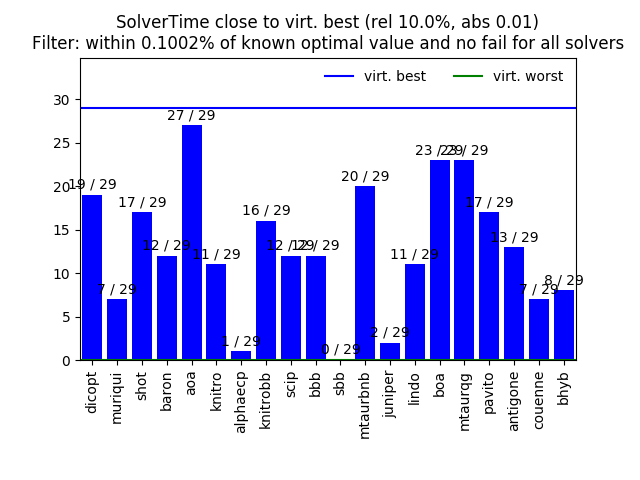 SolverTime close to virt. best (rel 10.0%, abs 0.01)
Filter: within 0.1002% of known optimal value and no fail for all solvers
virt. best
virt. worst
30
25
20
15
10
5
0
19 / 29
7 / 29
17 / 29
12 / 29
27 / 29
11 / 29
1 / 29
16 / 29
12 / 29
12 / 29
0 / 29
20 / 29
2 / 29
11 / 29
23 / 29
23 / 29
17 / 29
13 / 29
7 / 29
8 / 29
dicopt
muriqui
shot
baron
aoa
knitro
alphaecp
knitrobb
scip
bbb
sbb
mtaurbnb
juniper
lindo
boa
mtaurqg
pavito
antigone
couenne
bhyb